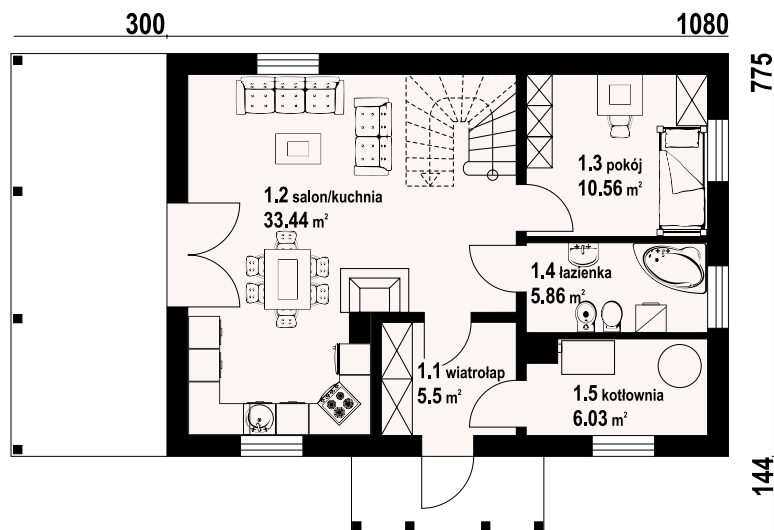 300
1080
775
1.3 pokój
10.56 m²
1.2 salon/kuchnia
33.44 m²
1.4 łazienka
5.86 m²
1.1 wiatrołap
5.5 m²
1.5 kotłownia
6.03 m²
144